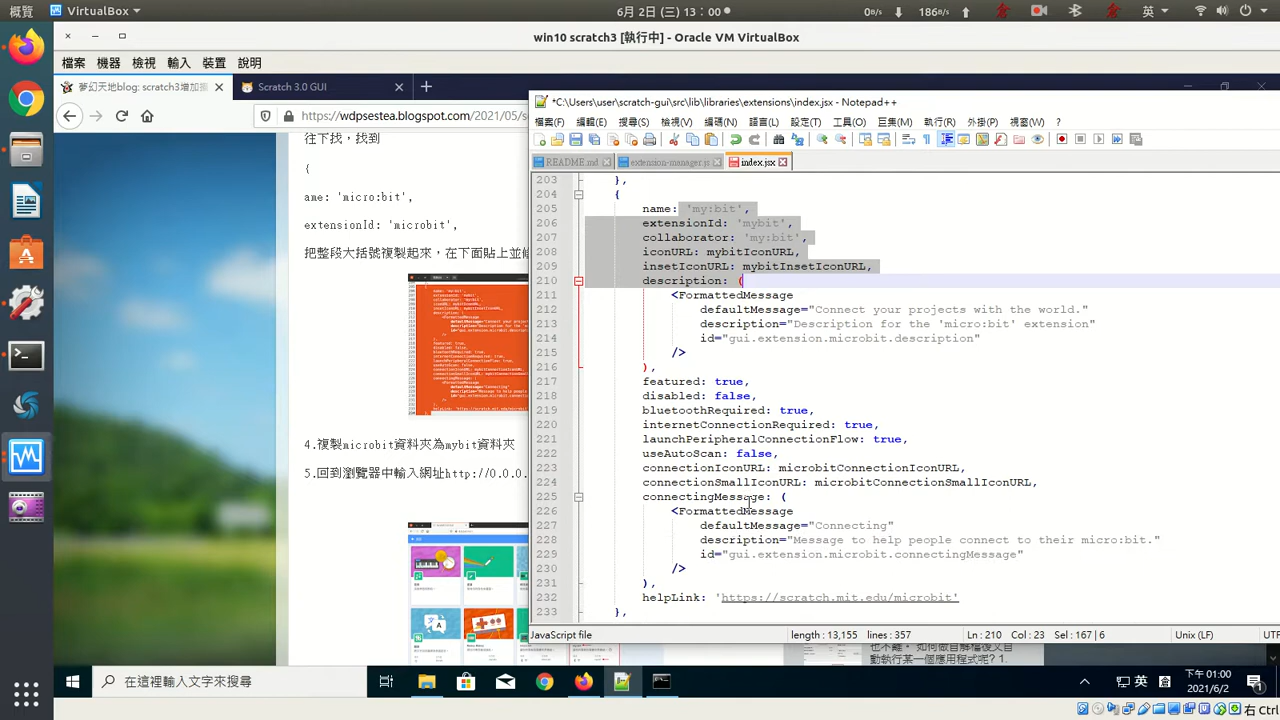 概覽
VirtualBox
6月 2日 (三) 13：00
0B/s
186B/s
英
win10 scratch3 [執行中] - Oracle VM VirtualBox
檔案 機器 檢視 輸入 裝置 說明
夢幻天地blog: scratch3增加擴
Scratch 3.0 GUI
https://wdpsestea.blogspot.com/2021/05/s
往下找，找到
{
ame: 'micro:bit',
extensionId: 'microbit',
把整段大括號複製起來，在下面貼上並
4.複製microbit資料夾為mybit資料夾
5.回到瀏覽器中輸入網址http://0.0.0.
*C:\Users\user\scratch-gui\src\lib\libraries\extensions\index.jsx - Notepad++
檔案(F) 編輯(E) 搜尋(S) 檢視(V) 編碼(N) 語言(L) 設定(T) 工具(O) 巨集(M) 執行(R) 外掛(P) 視窗(W) ?
README.md
extension-manager.js
index.jsx
203 },
204 {
205 name: 'my:bit',
206 extensionId: 'mybit',
207 collaborator: 'my:bit',
208 iconURL: mybitIconURL,
209 insetIconURL: mybitInsetIconURL,
210 description: (
211 <FormattedMessage
212 defaultMessage="Connect your projects with the world."
213 description="Description for the 'micro:bit' extension"
214 id="gui.extension.microbit.description"
215 />
216 ),
217 featured: true,
218 disabled: false,
219 bluetoothRequired: true,
220 internetConnectionRequired: true,
221 launchPeripheralConnectionFlow: true,
222 useAutoScan: false,
223 connectionIconURL: microbitConnectionIconURL,
224 connectionSmallIconURL: microbitConnectionSmallIconURL,
225 connectingMessage: (
226 <FormattedMessage
227 defaultMessage="Connecting"
228 description="Message to help people connect to their micro:bit."
229 id="gui.extension.microbit.connectingMessage"
230 />
231 ),
232 helpLink: 'https://scratch.mit.edu/microbit'
233 },
JavaScript file
length : 13,155 lines : 357
Ln : 210 Col : 23 Sel : 167 | 6
Unix (LF)
UTF
動執行某一個應用程式呢? 1.
在這裡輸入文字來搜尋
英
下午 01:00
2021/6/2
右 Ctrl